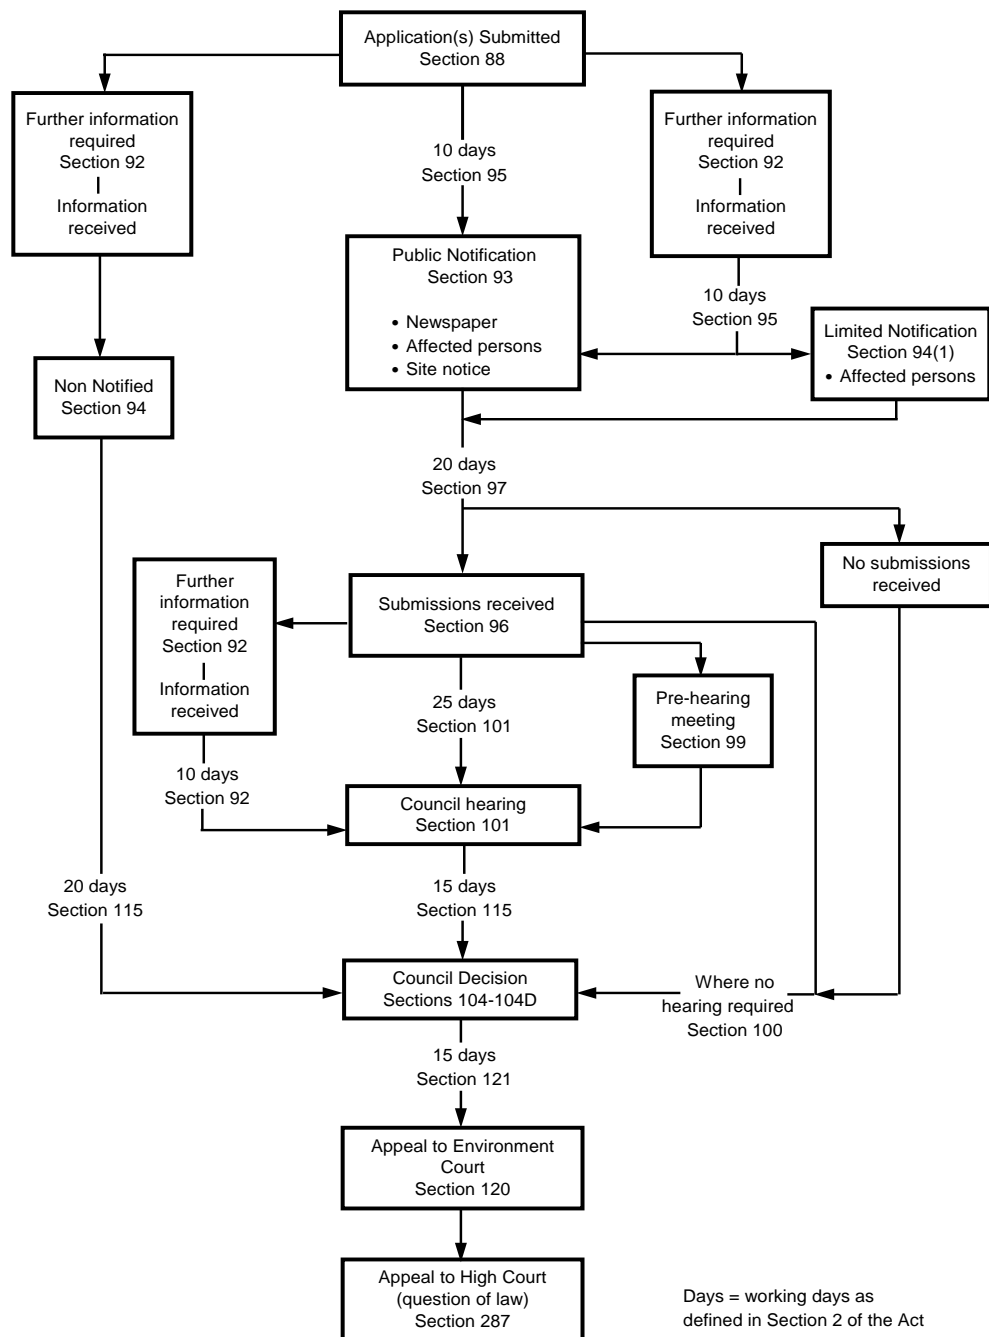 Application(s) Submitted
Section 88
Further information
required
Section 92
Information
received
10 days
Section 95
Further information
required
Section 92
Information
received
Public Notification
Section 93
• Newspaper
• Affected persons
• Site notice
10 days
Section 95
Limited Notification
Section 94(1)
• Affected persons
Non Notified
Section 94
20 days
Section 97
No submissions
received
Further
information
required
Section 92
Information
received
Submissions received
Section 96
25 days
Section 101
Pre-hearing
meeting
Section 99
10 days
Section 92
Council hearing
Section 101
20 days
Section 115
15 days
Section 115
Council Decision
Sections 104-104D
Where no
hearing required
Section 100
15 days
Section 121
Appeal to Environment
Court
Section 120
Appeal to High Court
(question of law)
Section 287
Days = working days as
defined in Section 2 of the Act